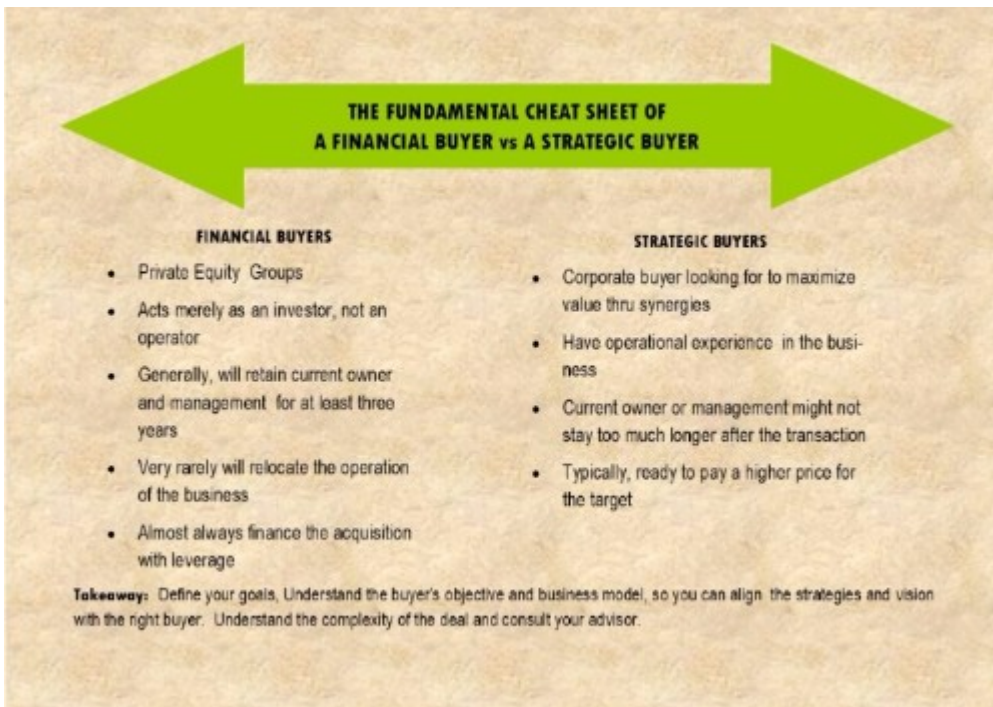 THE FUNDAMENTAL CHEAT SHEET OF
A FINANCIAL BUYER vs A STRATEGIC BUYER
FINANCIAL BUYERS
• Private Equity Groups
• Acts merely as an investor, not an
operator
• Generally, will retain current owner
and management for at least three
years
• Very rarely will relocate the operation
of the business
• Almost always finance the acquisition
with leverage
STRATEGIC BUYERS
• Corporate buyer looking for to maximize
value thru synergies
• Have operational experience in the busi-
ness
• Current owner or management might not
stay too much longer after the transaction
• Typically, ready to pay a higher price for
the target
Takeaway: Define your goals, Understand the buyer's objective and business model, so you can align the strategies and vision
with the right buyer. Understand the complexity of the deal and consult your advisor.